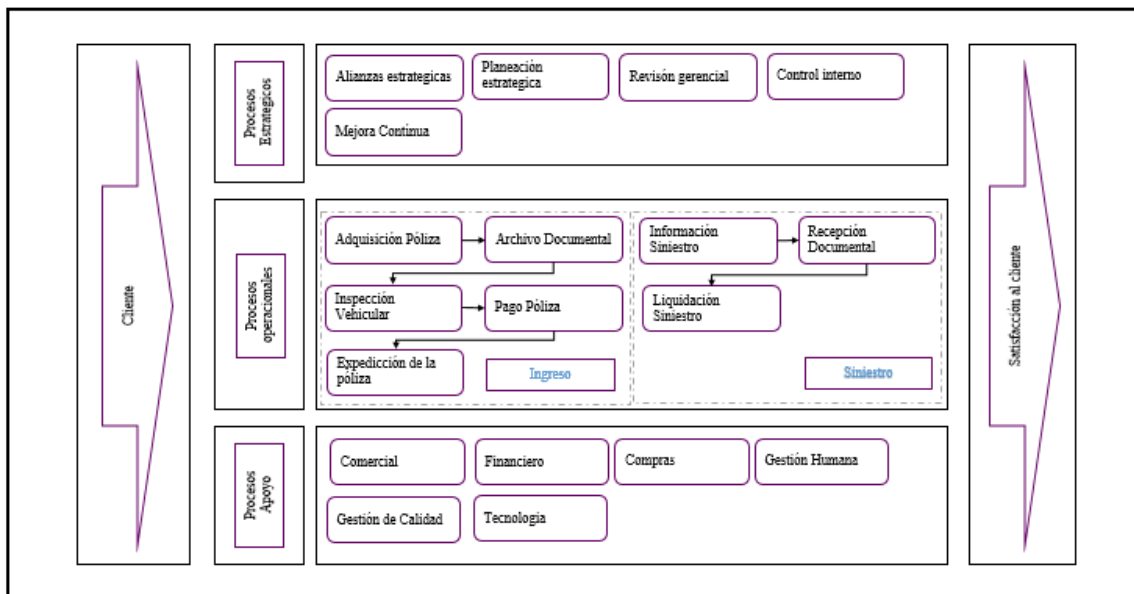 Cliente
Procesos
Estrategicos
Alianzas estrategicas
Planeación
estrategica
Revisón gerencial
Control interno
Mejora Continua
Procesos
operacionales
Adquisición Póliza
Archivo Documental
Inspección
Vehicular
Pago Póliza
Expedicción de la
póliza
Ingreso
Información
Siniestro
Recepción
Documental
Liquidación
Siniestro
Siniestro
Procesos
Apoyo
Comercial
Financiero
Compras
Gestión Humana
Gestión de Calidad
Tecnologia
Satisfacción al cliente